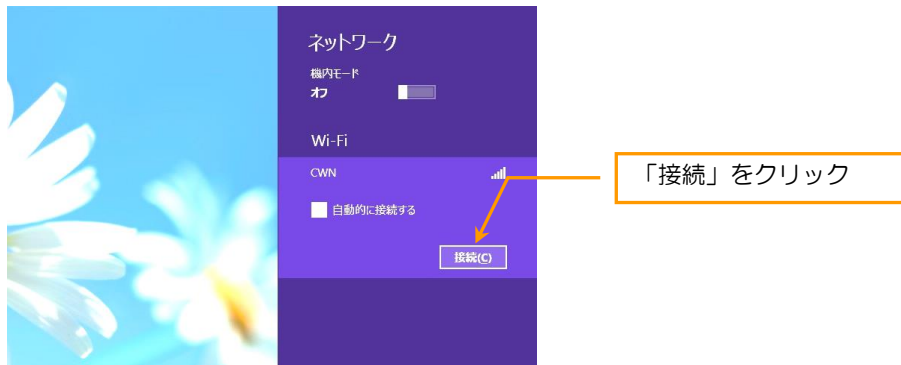 ネットワーク
機内モード
オフ
Wi-Fi
CWN
自動的に接続する
接続(C)
「接続」をクリック